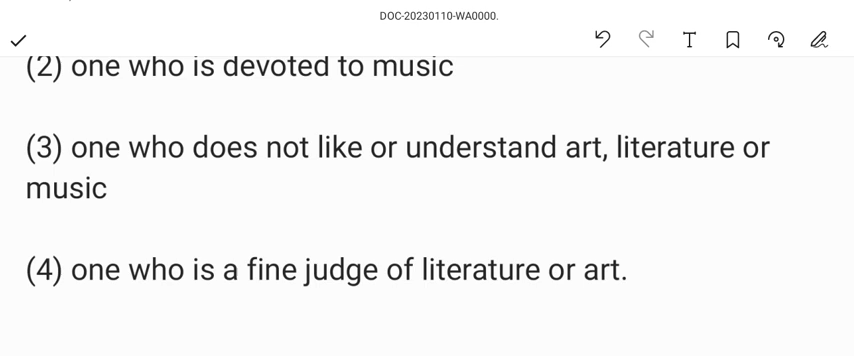 DOC-20230110-WA0000.
(2) one who is devoted to music
(3) one who does not like or understand art, literature or
music
(4) one who is a fine judge of literature or art.